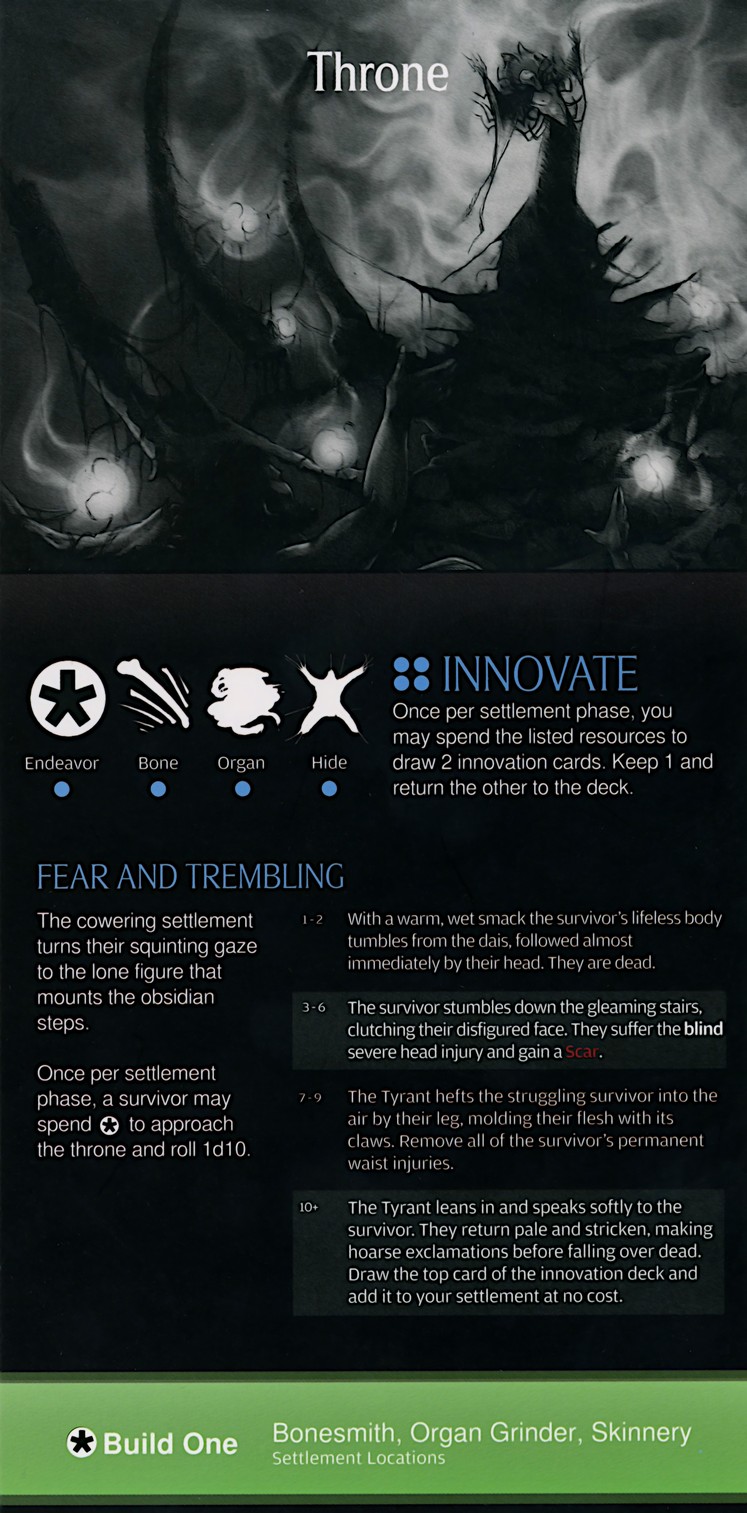 Throne
Endeavor Bone Organ Hide
INNOVATE
Once per settlement phase, you
may spend the listed resources to
draw 2 innovation cards. Keep 1 and
return the other to the deck.
FEAR AND TREMBLING
The cowering settlement
turns their squinting gaze
to the lone figure that
mounts the obsidian
steps.
Once per settlement
phase, a survivor may
spend to approach
the throne and roll 1d10.
1-2 With a warm, wet smack the survivor's lifeless body
tumbles from the dais, followed almost
immediately by their head. They are dead.
3-6 The survivor stumbles down the gleaming stairs,
clutching their disfigured face. They suffer the blind
severe head injury and gain a Scar.
7-9 The Tyrant hefts the struggling survivor into the
air by their leg, molding their flesh with its
claws. Remove all of the survivor's permanent
waist injuries.
10+ The Tyrant leans in and speaks softly to the
survivor. They return pale and stricken, making
hoarse exclamations before falling over dead.
Draw the top card of the innovation deck and
add it to your settlement at no cost.
Build One
Bonesmith, Organ Grinder, Skinnery
Settlement Locations